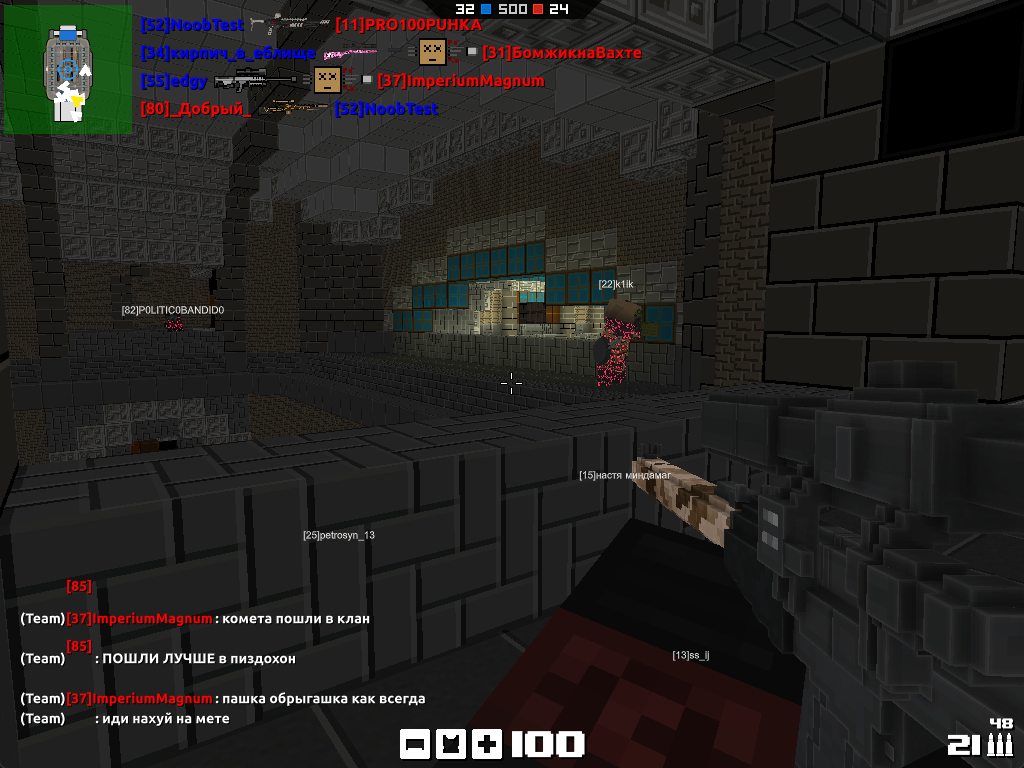 32 500 24
[52]NoobTest [11]PRO100PUHKA
[34]кирпич_в_еблище [31]БомжикнаВахте
[55]edgy [37]ImperiumMagnum
[80]_Добрый_ [52]NoobTest
[22]k1ik
[82]P0LITIC0BANDID0
[15]настя миндамаг
[25]petrosyn_13
[85]
(Team)[37]ImperiumMagnum : комета пошли в клан
[85]
(Team) : ПОШЛИ ЛУЧШЕ в пиздохон
[13]ss_ij
(Team)[37]ImperiumMagnum : пашка обрыгашка как всегда
(Team) : иди нахуй на мете
48
100 21